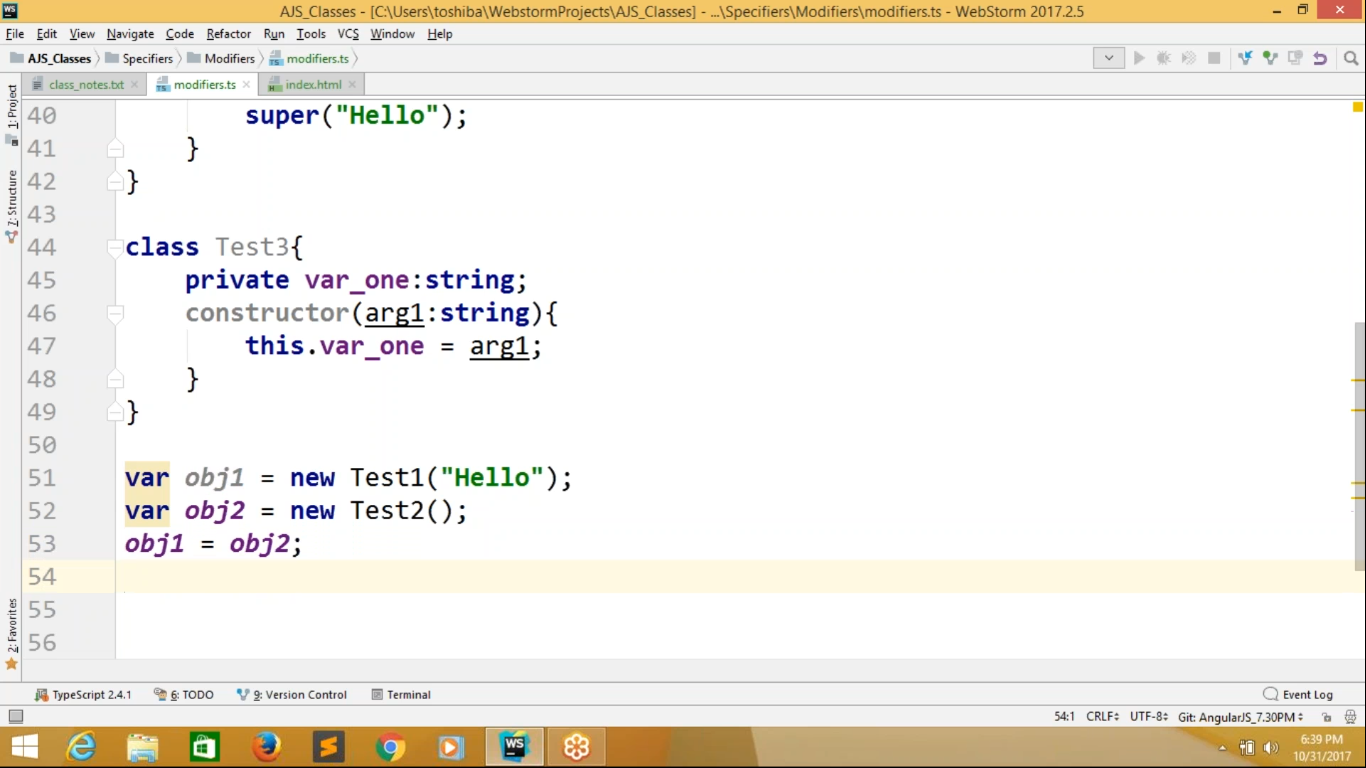 WS
AJS_Classes - [C:\Users\toshiba\WebstormProjects\AJS_Classes] - ...\Specifiers\Modifiers\modifiers.ts - WebStorm 2017.2.5
File Edit View Navigate Code Refactor Run Tools VCS Window Help
AJS_Classes Specifiers Modifiers modifiers.ts
class_notes.txt modifiers.ts index.html
1: Project
7: Structure
2: Favorites
40 super("Hello");
41 }
42 }
43
44 class Test3{
45 private var_one:string;
46 constructor(arg1:string){
47 this.var_one = arg1;
48 }
49 }
50
51 var obj1 = new Test1("Hello");
52 var obj2 = new Test2();
53 obj1 = obj2;
54
55
56
TypeScript 2.4.1 6: TODO 9: Version Control Terminal Event Log
54:1 CRLF UTF-8 Git: AngularJS_7.30PM
WS
6:39 PM
10/31/2017